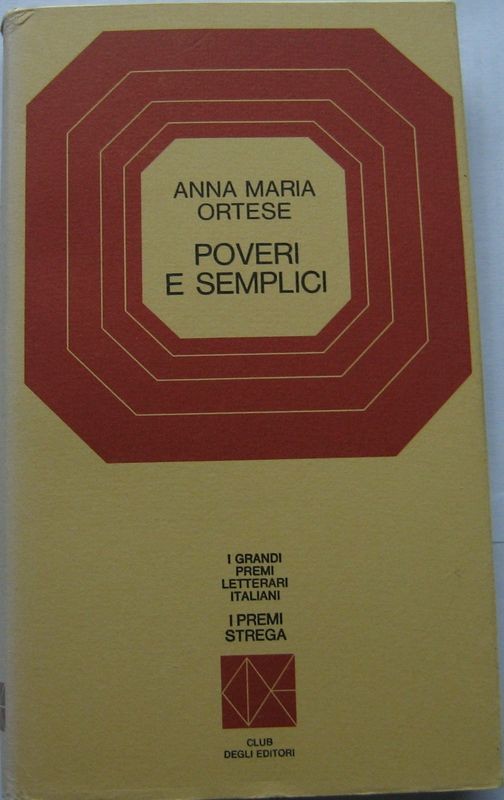 ANNA MARIA
ORTESE
POVERI
E SEMPLICI
I GRANDI
PREMI
LETTERARI
ITALIANI
I PREMI
STREGA
CLUB
DEGLI EDITORI